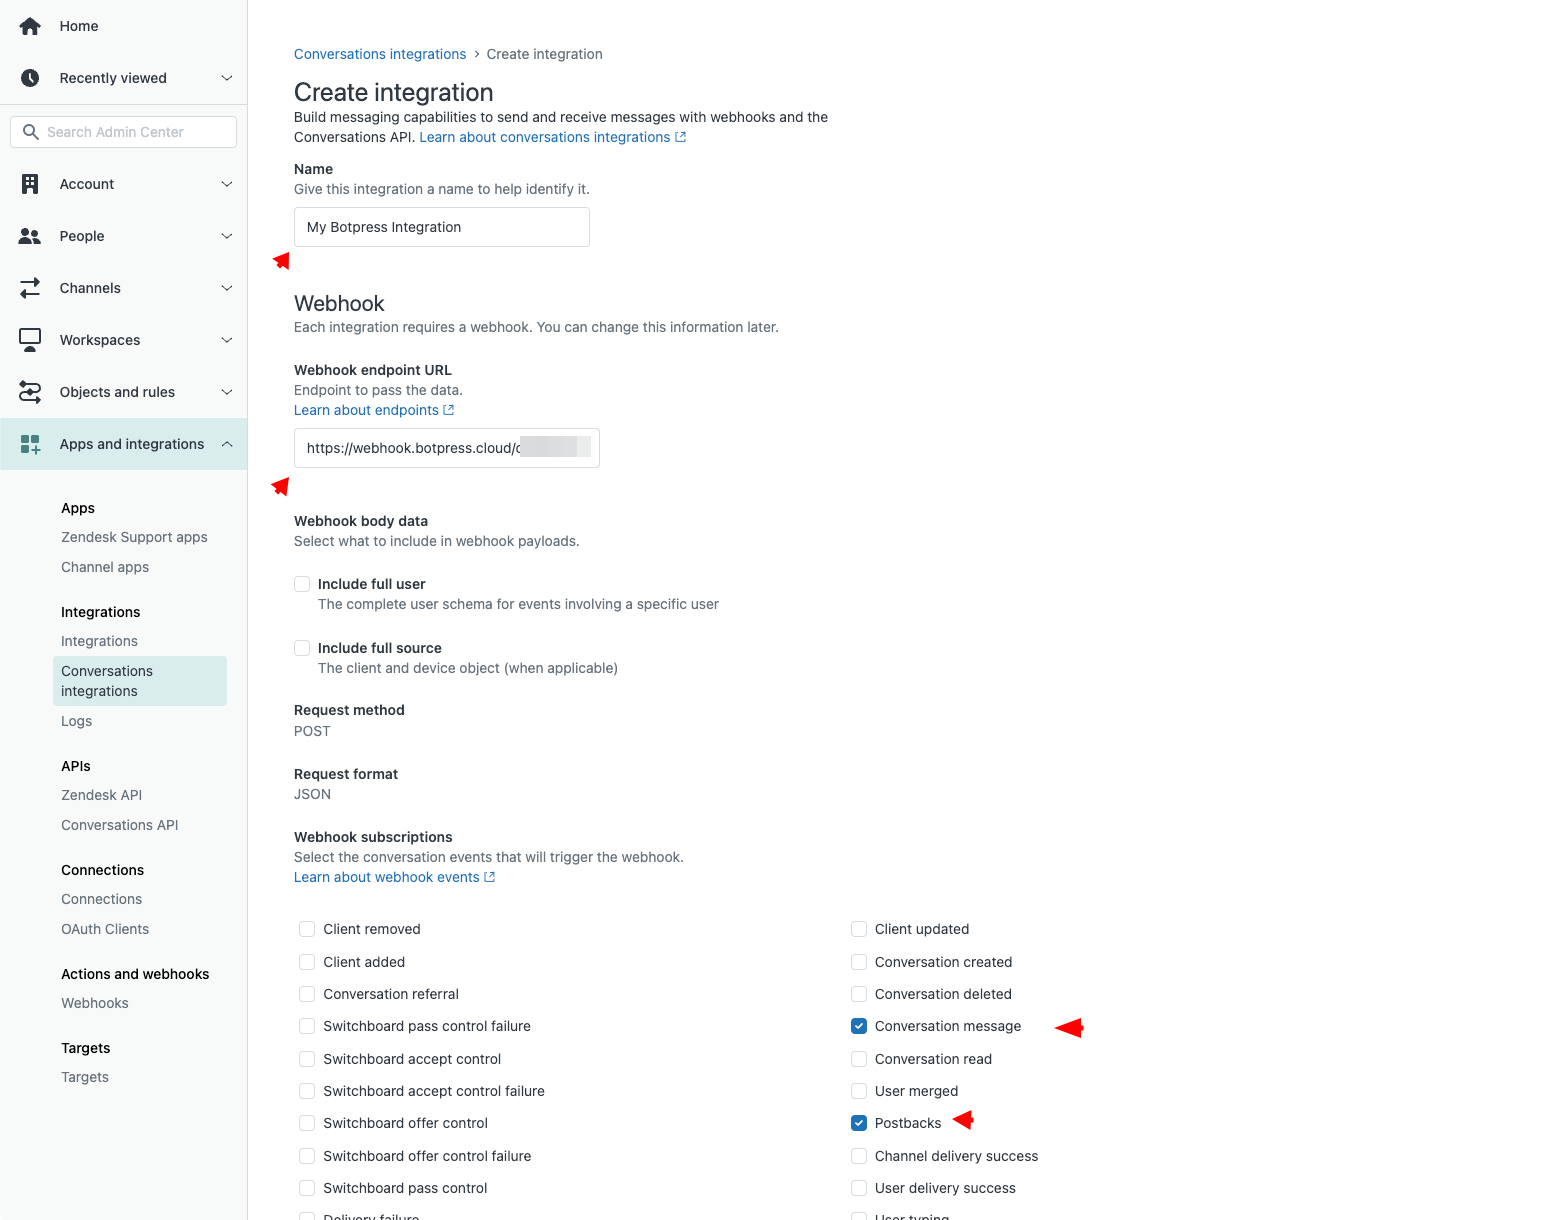 Home
Recently viewed
Search Admin Center
Account
People
Channels
Workspaces
Objects and rules
Apps and integrations
Apps
Zendesk Support apps
Channel apps
Integrations
Integrations
Conversations
integrations
Logs
APIs
Zendesk API
Conversations API
Connections
Connections
OAuth Clients
Actions and webhooks
Webhooks
Targets
Targets
Conversations integrations › Create integration
Create integration
Build messaging capabilities to send and receive messages with webhooks and the
Conversations API. Learn about conversations integrations
Name
Give this integration a name to help identify it.
My Botpress Integration
Webhook
Each integration requires a webhook. You can change this information later.
Webhook endpoint URL
Endpoint to pass the data.
Learn about endpoints
https://webhook.botpress.cloud/
Webhook body data
Select what to include in webhook payloads.
Include full user
The complete user schema for events involving a specific user
Include full source
The client and device object (when applicable)
Request method
POST
Request format
JSON
Webhook subscriptions
Select the conversation events that will trigger the webhook.
Learn about webhook events
Client removed
Client added
Conversation referral
Switchboard pass control failure
Switchboard accept control
Switchboard accept control failure
Switchboard offer control
Switchboard offer control failure
Switchboard pass control
Delivery failure
Client updated
Conversation created
Conversation deleted
Conversation message
Conversation read
User merged
Postbacks
Channel delivery success
User delivery success
User typing